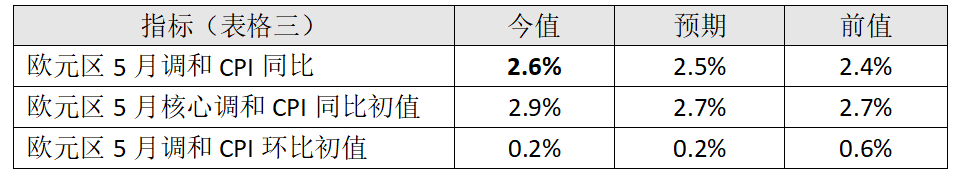 指标（表格三） 今值 预期 前值
欧元区 5 月调和 CPI 同比 2.6% 2.5% 2.4%
欧元区 5 月核心调和 CPI 同比初值 2.9% 2.7% 2.7%
欧元区 5 月调和 CPI 环比初值 0.2% 0.2% 0.6%